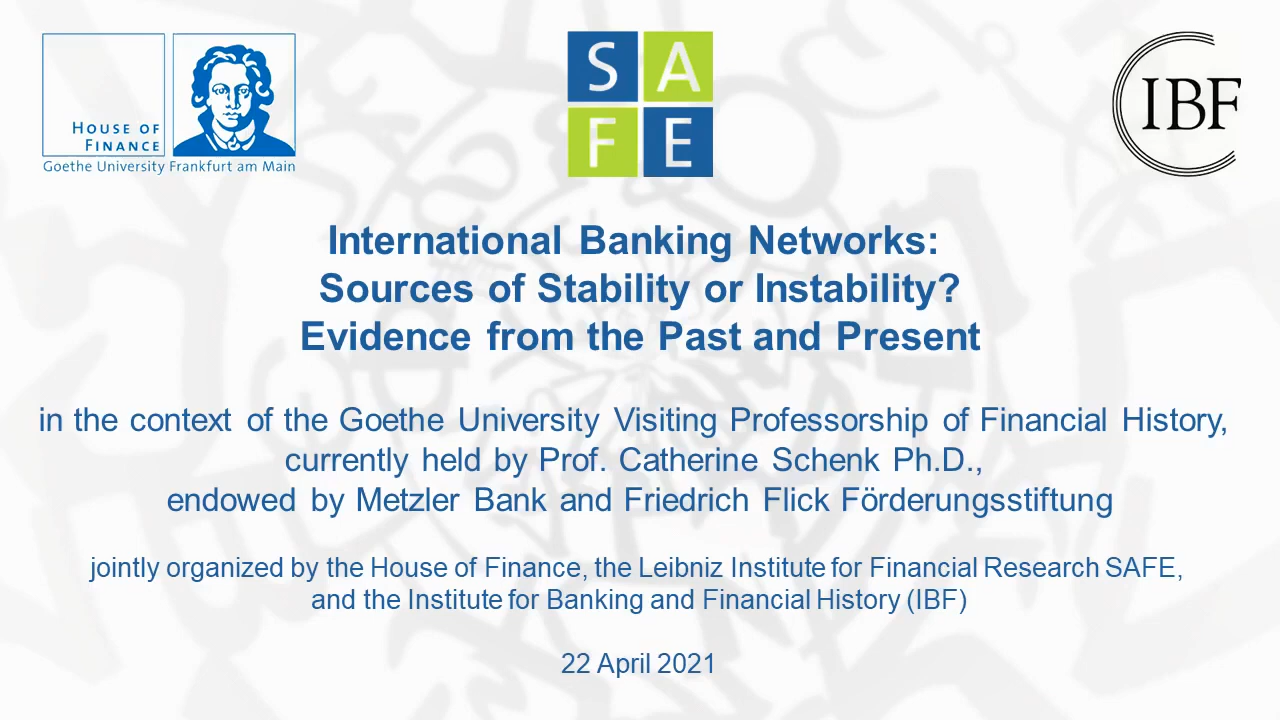 HOUSE OF
FINANCE
Goethe University Frankfurt am Main
SAFE
IBF
International Banking Networks:
Sources of Stability or Instability?
Evidence from the Past and Present
in the context of the Goethe University Visiting Professorship of Financial History,
currently held by Prof. Catherine Schenk Ph.D.,
endowed by Metzler Bank and Friedrich Flick Förderungsstiftung
jointly organized by the House of Finance, the Leibniz Institute for Financial Research SAFE,
and the Institute for Banking and Financial History (IBF)
22 April 2021